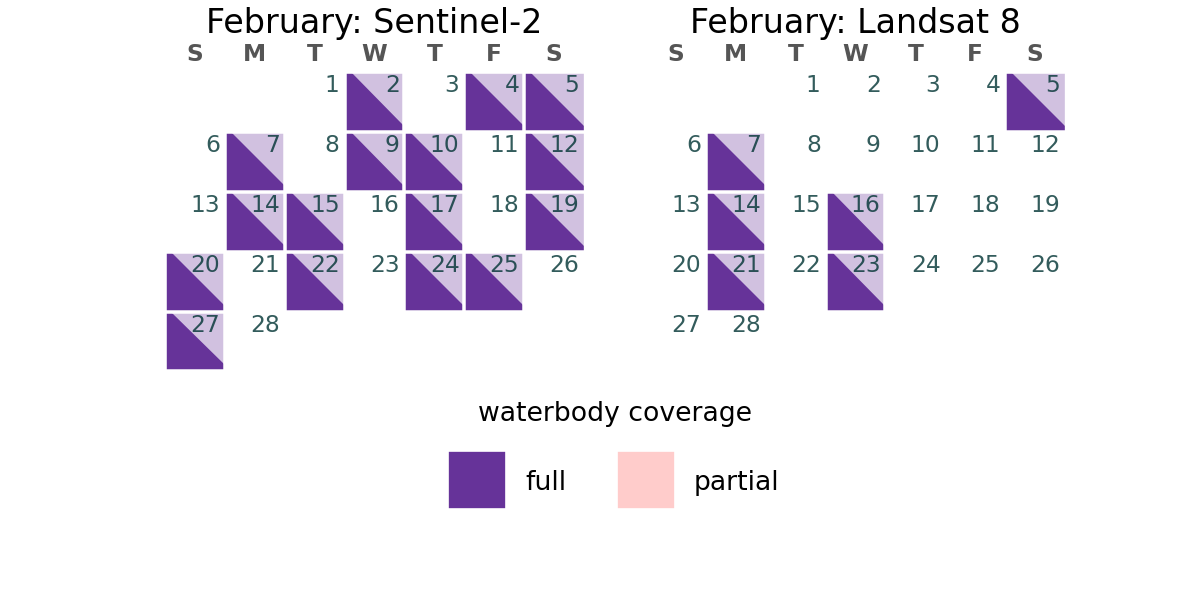 February: Sentinel-2
S M T W T F S
1 2 3 4 5
6 7 8 9 10 11 12
13 14 15 16 17 18 19
20 21 22 23 24 25 26
27 28
February: Landsat 8
S M T W T F S
1 2 3 4 5
6 7 8 9 10 11 12
13 14 15 16 17 18 19
20 21 22 23 24 25 26
27 28
waterbody coverage
full partial